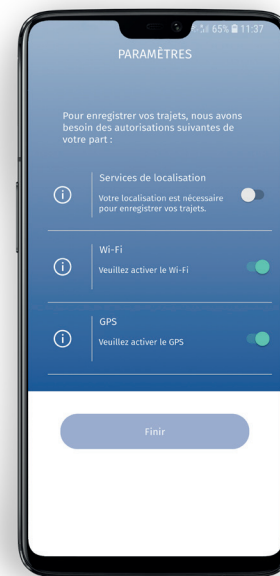 65% 11:37
PARAMÈTRES
Pour enregistrer vos trajets, nous avons
besoin des autorisations suivantes de
votre part :
Services de localisation
Votre localisation est nécessaire
pour enregistrer vos trajets.
Wi-Fi
Veuillez activer le Wi-Fi
GPS
Veuillez activer le GPS
Finir